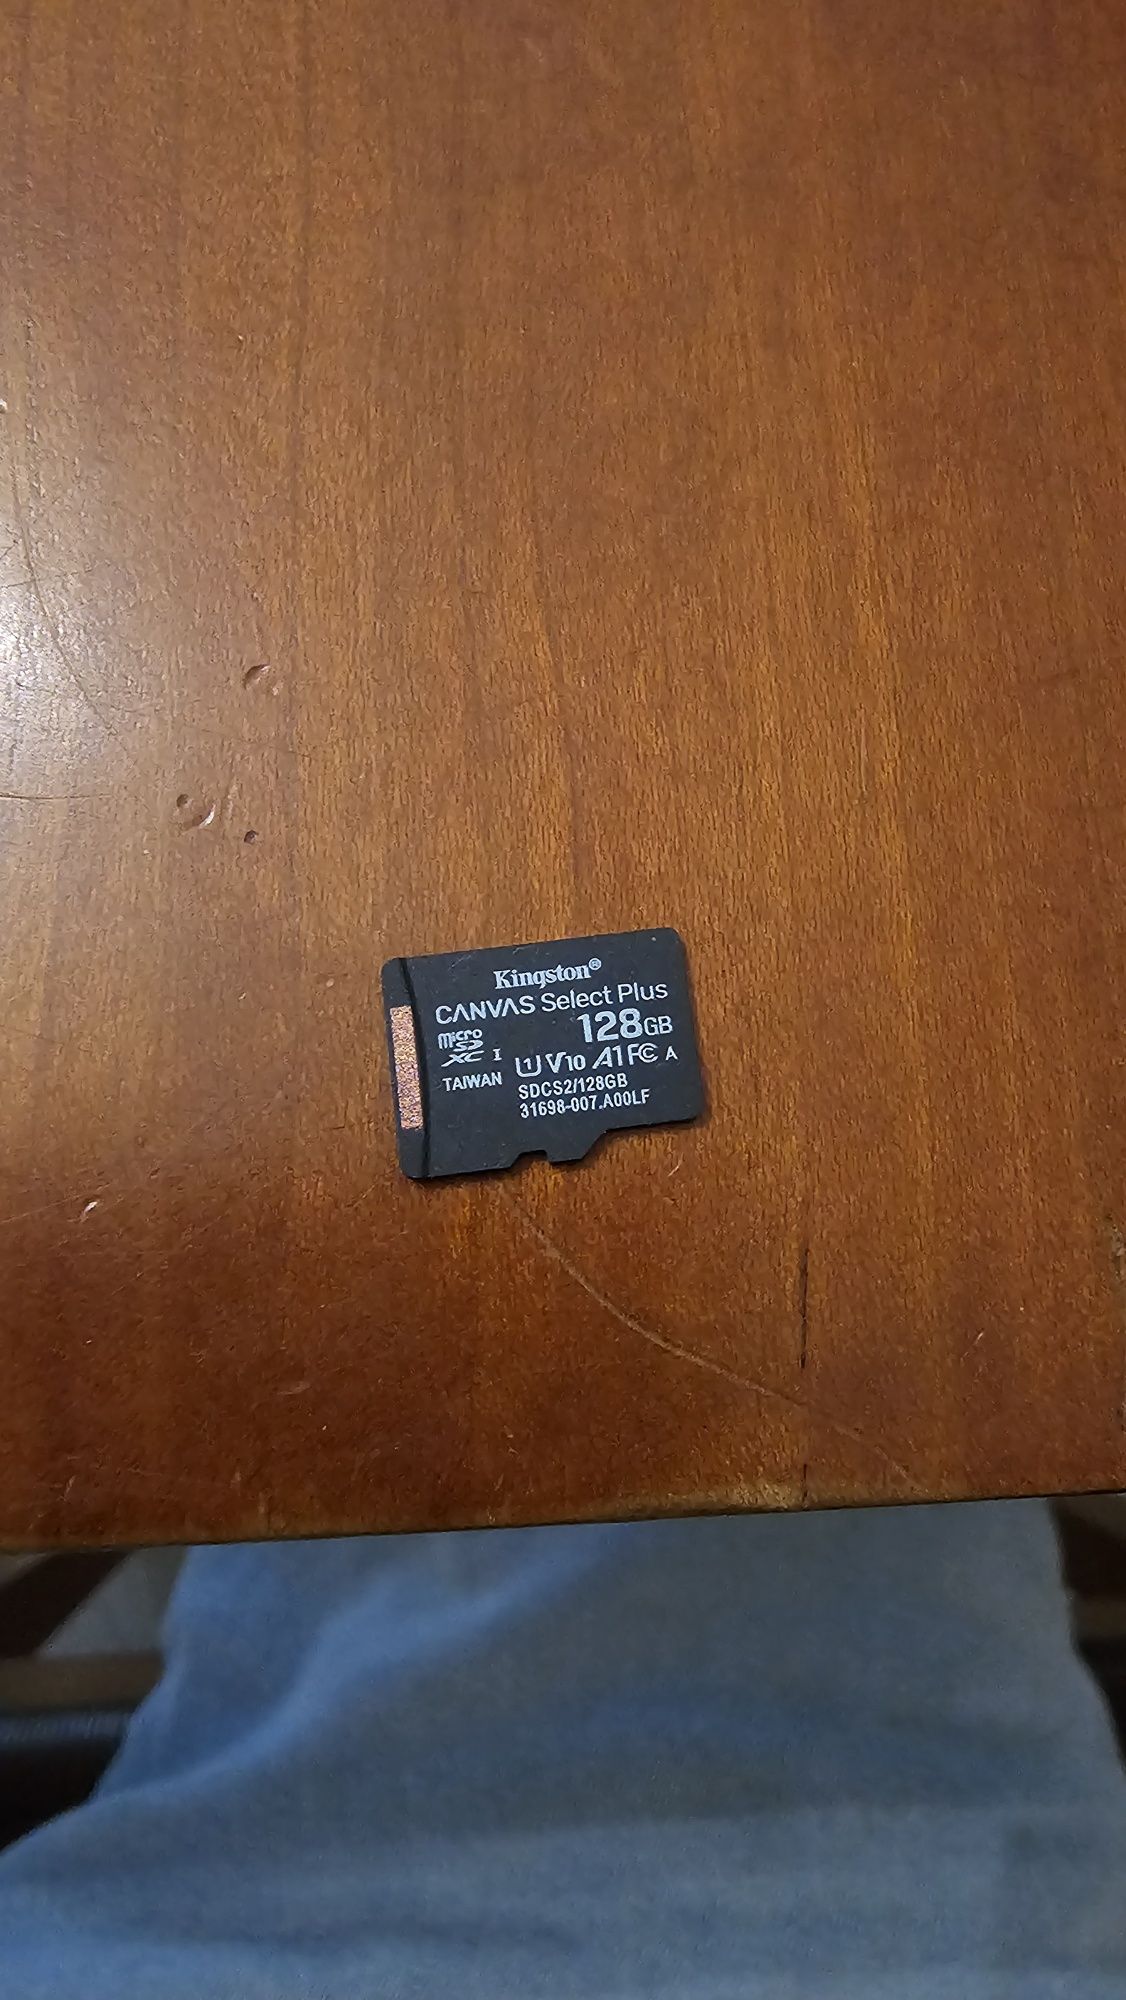 Kingston®
CANVAS Select Plus
128GB
micro SD XC I
U1 V10 A1 FC A
TAIWAN
SDCS2/128GB
31698-007.A00LF